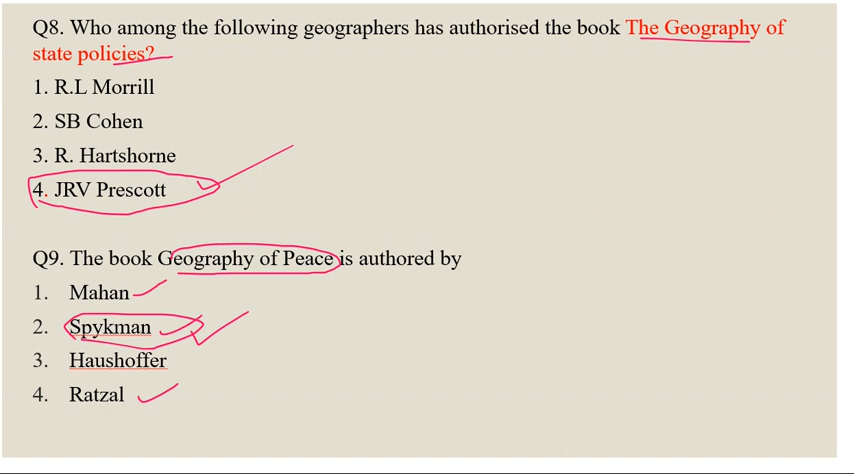 Q8. Who among the following geographers has authorised the book The Geography of
state policies?
1. R.L Morrill
2. SB Cohen
3. R. Hartshorne
4. JRV Prescott
Q9. The book Geography of Peace is authored by
1. Mahan
2. Spykman
3. Haushoffer
4. Ratzal